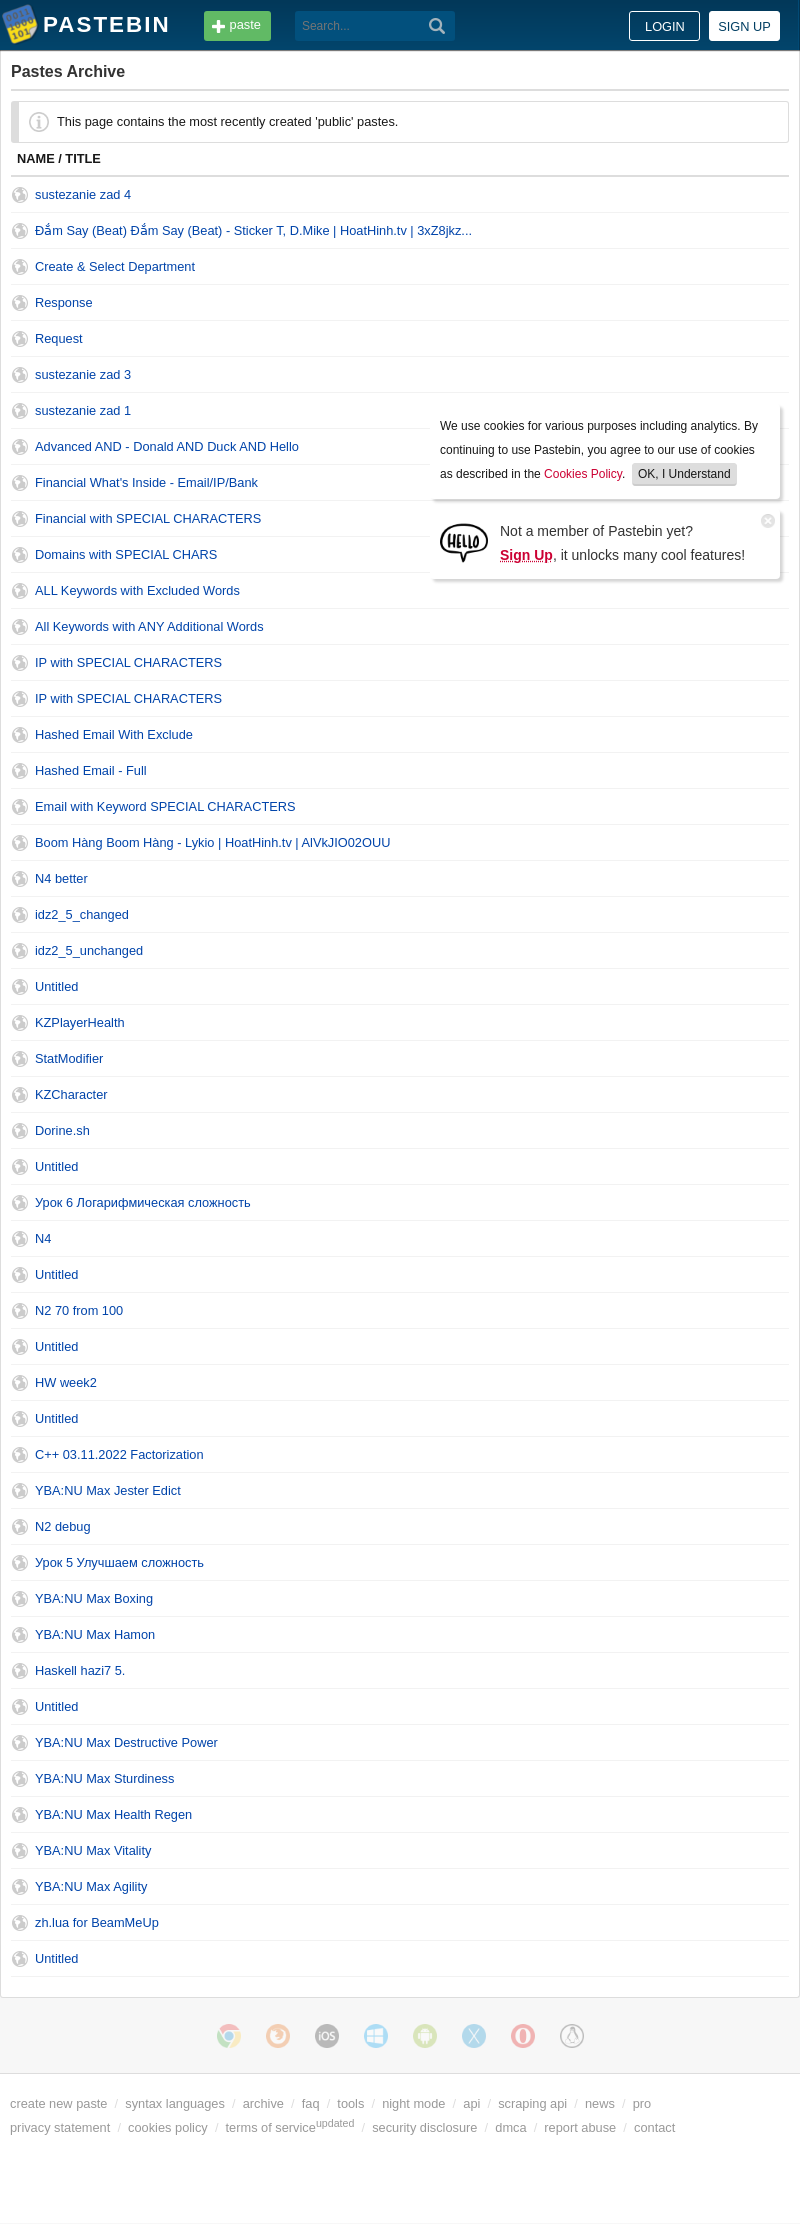 PASTEBIN
paste
Search...
LOGIN
SIGN UP
Pastes Archive
This page contains the most recently created 'public' pastes.
NAME / TITLE
sustezanie zad 4
Đắm Say (Beat) Đắm Say (Beat) - Sticker T, D.Mike | HoatHinh.tv | 3xZ8jkz...
Create & Select Department
Response
Request
sustezanie zad 3
sustezanie zad 1
Advanced AND - Donald AND Duck AND Hello
Financial What's Inside - Email/IP/Bank
Financial with SPECIAL CHARACTERS
Domains with SPECIAL CHARS
ALL Keywords with Excluded Words
All Keywords with ANY Additional Words
IP with SPECIAL CHARACTERS
IP with SPECIAL CHARACTERS
Hashed Email With Exclude
Hashed Email - Full
Email with Keyword SPECIAL CHARACTERS
Boom Hàng Boom Hàng - Lykio | HoatHinh.tv | AlVkJIO02OUU
N4 better
idz2_5_changed
idz2_5_unchanged
Untitled
KZPlayerHealth
StatModifier
KZCharacter
Dorine.sh
Untitled
Урок 6 Логарифмическая сложность
N4
Untitled
N2 70 from 100
Untitled
HW week2
Untitled
C++ 03.11.2022 Factorization
YBA:NU Max Jester Edict
N2 debug
Урок 5 Улучшаем сложность
YBA:NU Max Boxing
YBA:NU Max Hamon
Haskell hazi7 5.
Untitled
YBA:NU Max Destructive Power
YBA:NU Max Sturdiness
YBA:NU Max Health Regen
YBA:NU Max Vitality
YBA:NU Max Agility
zh.lua for BeamMeUp
Untitled
We use cookies for various purposes including analytics. By
continuing to use Pastebin, you agree to our use of cookies
as described in the Cookies Policy. OK, I Understand
HELLO
Not a member of Pastebin yet?
Sign Up, it unlocks many cool features!
iOS
create new paste / syntax languages / archive / faq / tools / night mode / api / scraping api / news / pro
privacy statement / cookies policy / terms of serviceupdated / security disclosure / dmca / report abuse / contact